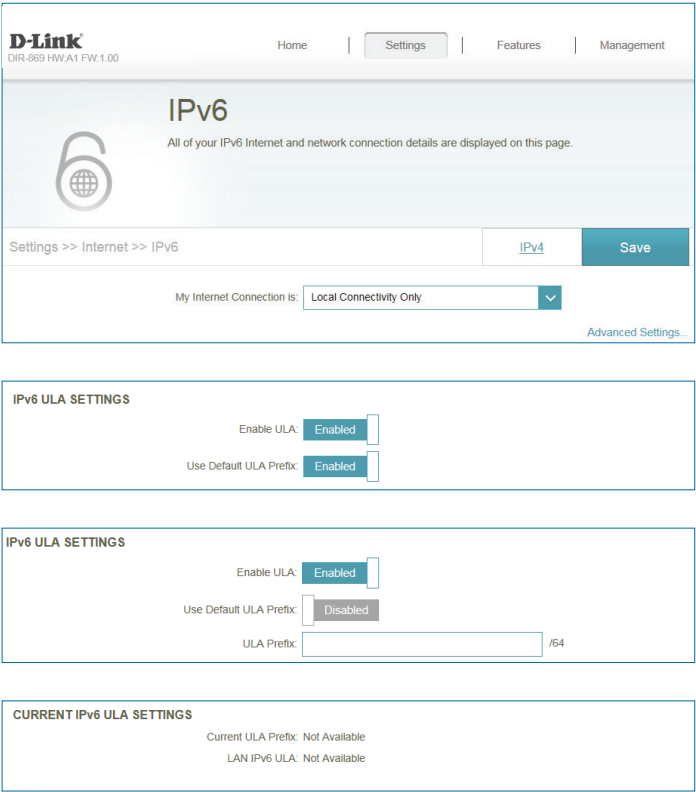 D-Link
DIR-869 HW:A1 FW:1.00
Home | Settings | Features | Management
IPv6
All of your IPv6 Internet and network connection details are displayed on this page.
Settings >> Internet >> IPv6
IPv4
Save
My Internet Connection is: Local Connectivity Only
Advanced Settings...
IPv6 ULA SETTINGS
Enable ULA: Enabled
Use Default ULA Prefix: Enabled
IPv6 ULA SETTINGS
Enable ULA: Enabled
Use Default ULA Prefix: Disabled
ULA Prefix: /64
CURRENT IPv6 ULA SETTINGS
Current ULA Prefix: Not Available
LAN IPv6 ULA: Not Available